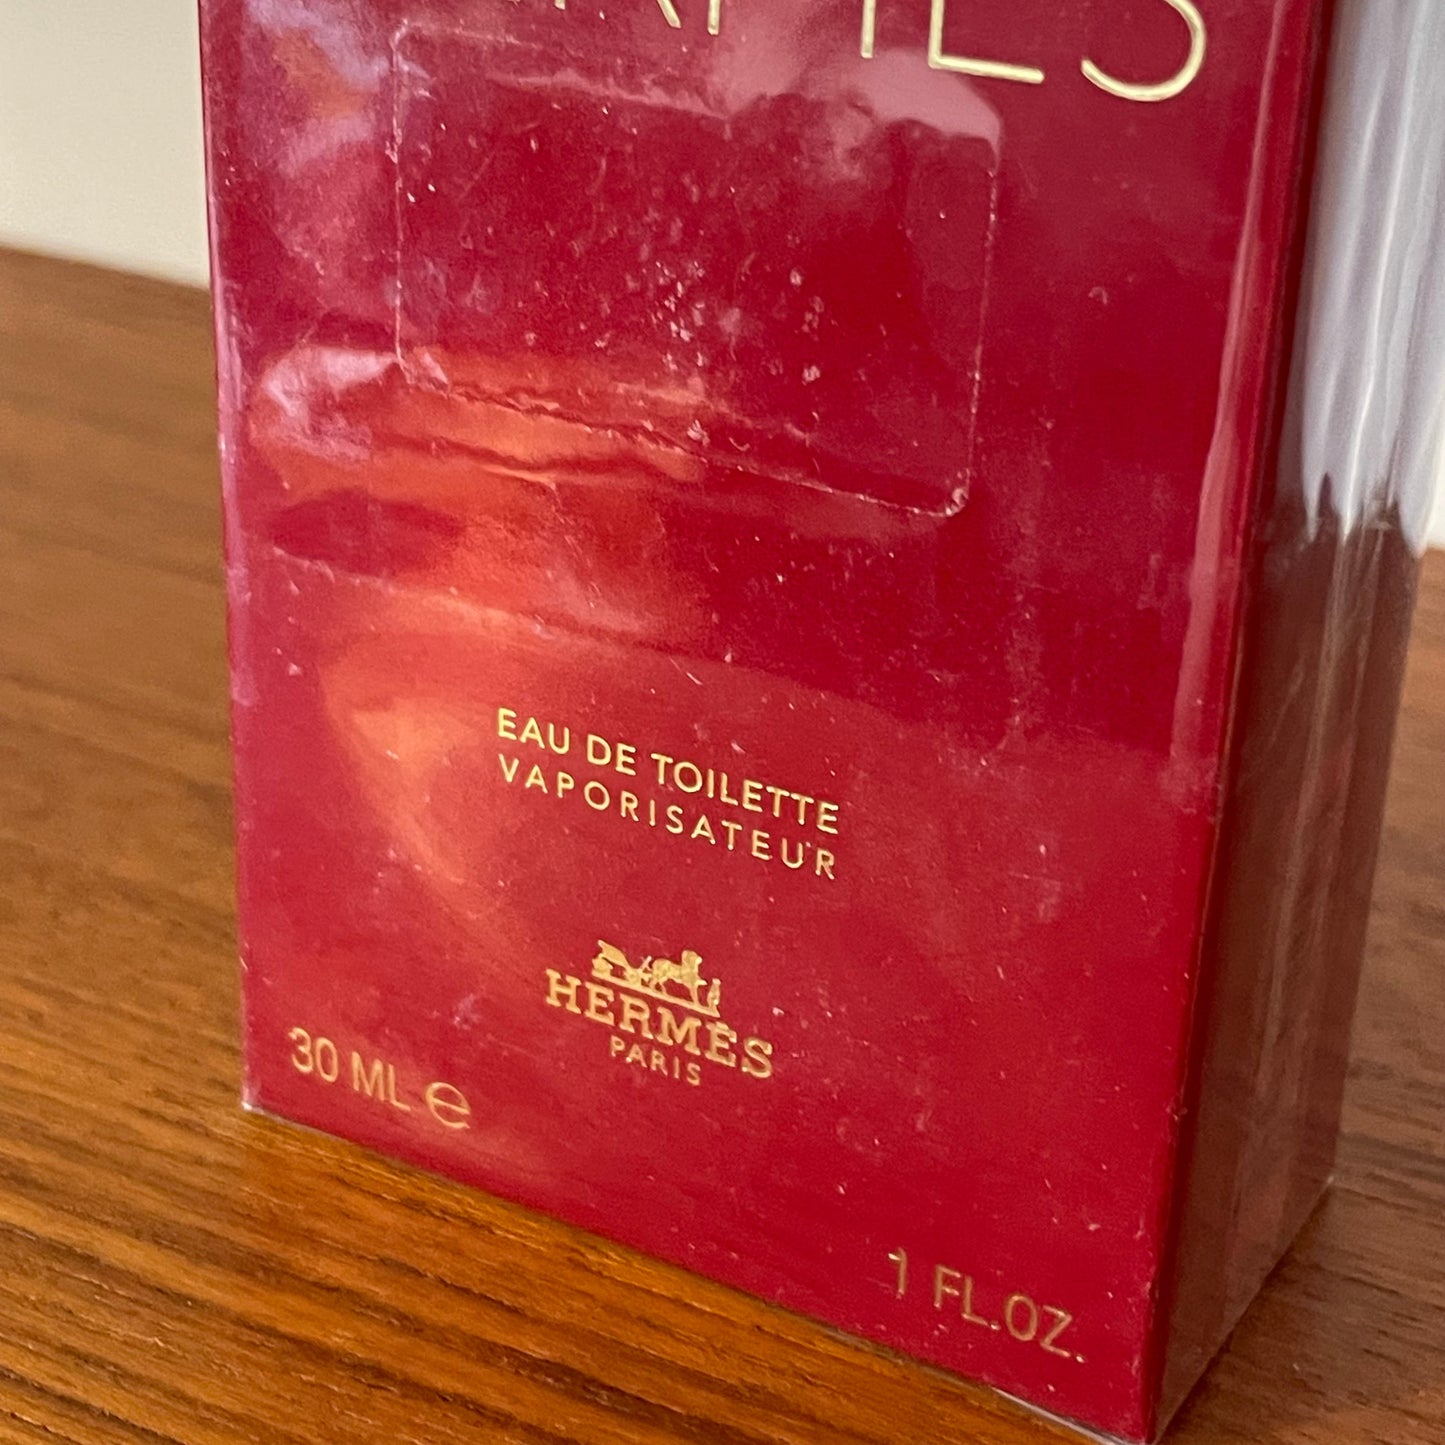 EAU DE TOILETTE
VAPORISATEUR
HERMÈS
PARIS
30 ML ℮
1 FL.OZ.